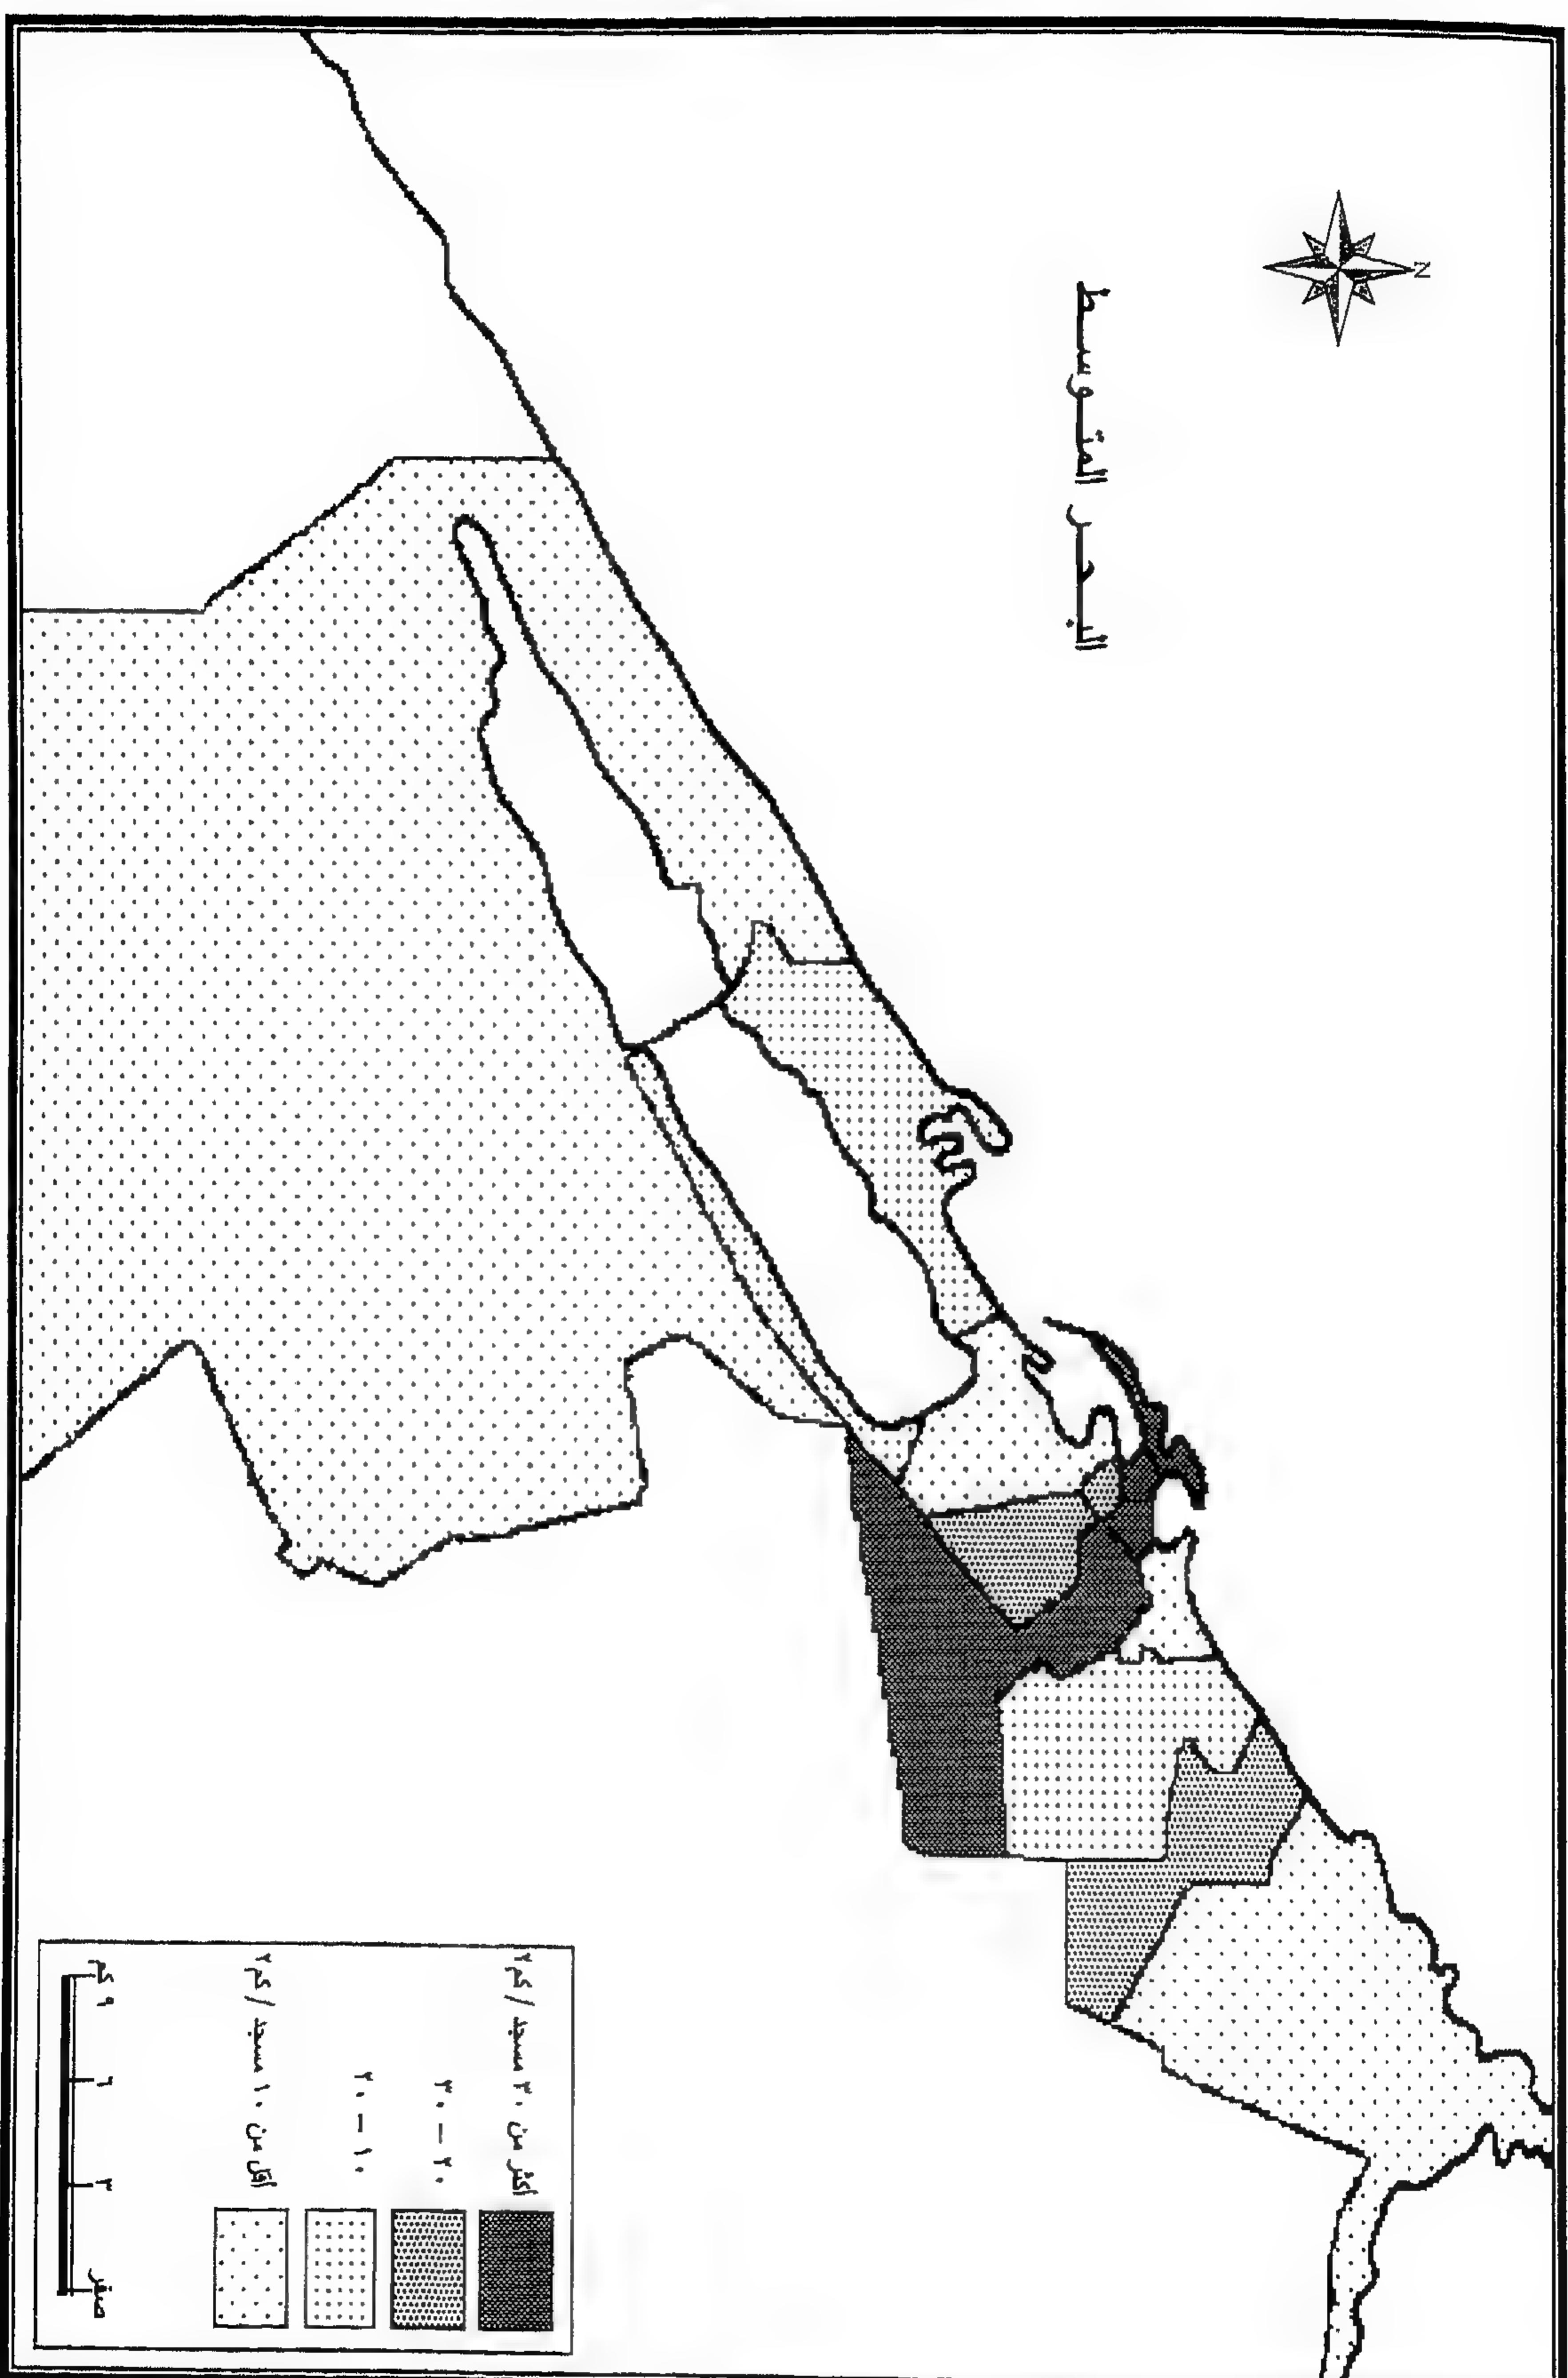 N
البحر المتوسط
أكثر من ٣٠ مسجد / كم٢
٢٠ – ٣٠
١٠ – ٢٠
أقل من ١٠ مسجد / كم٢
صفر ٣ ٦ ٩ كم